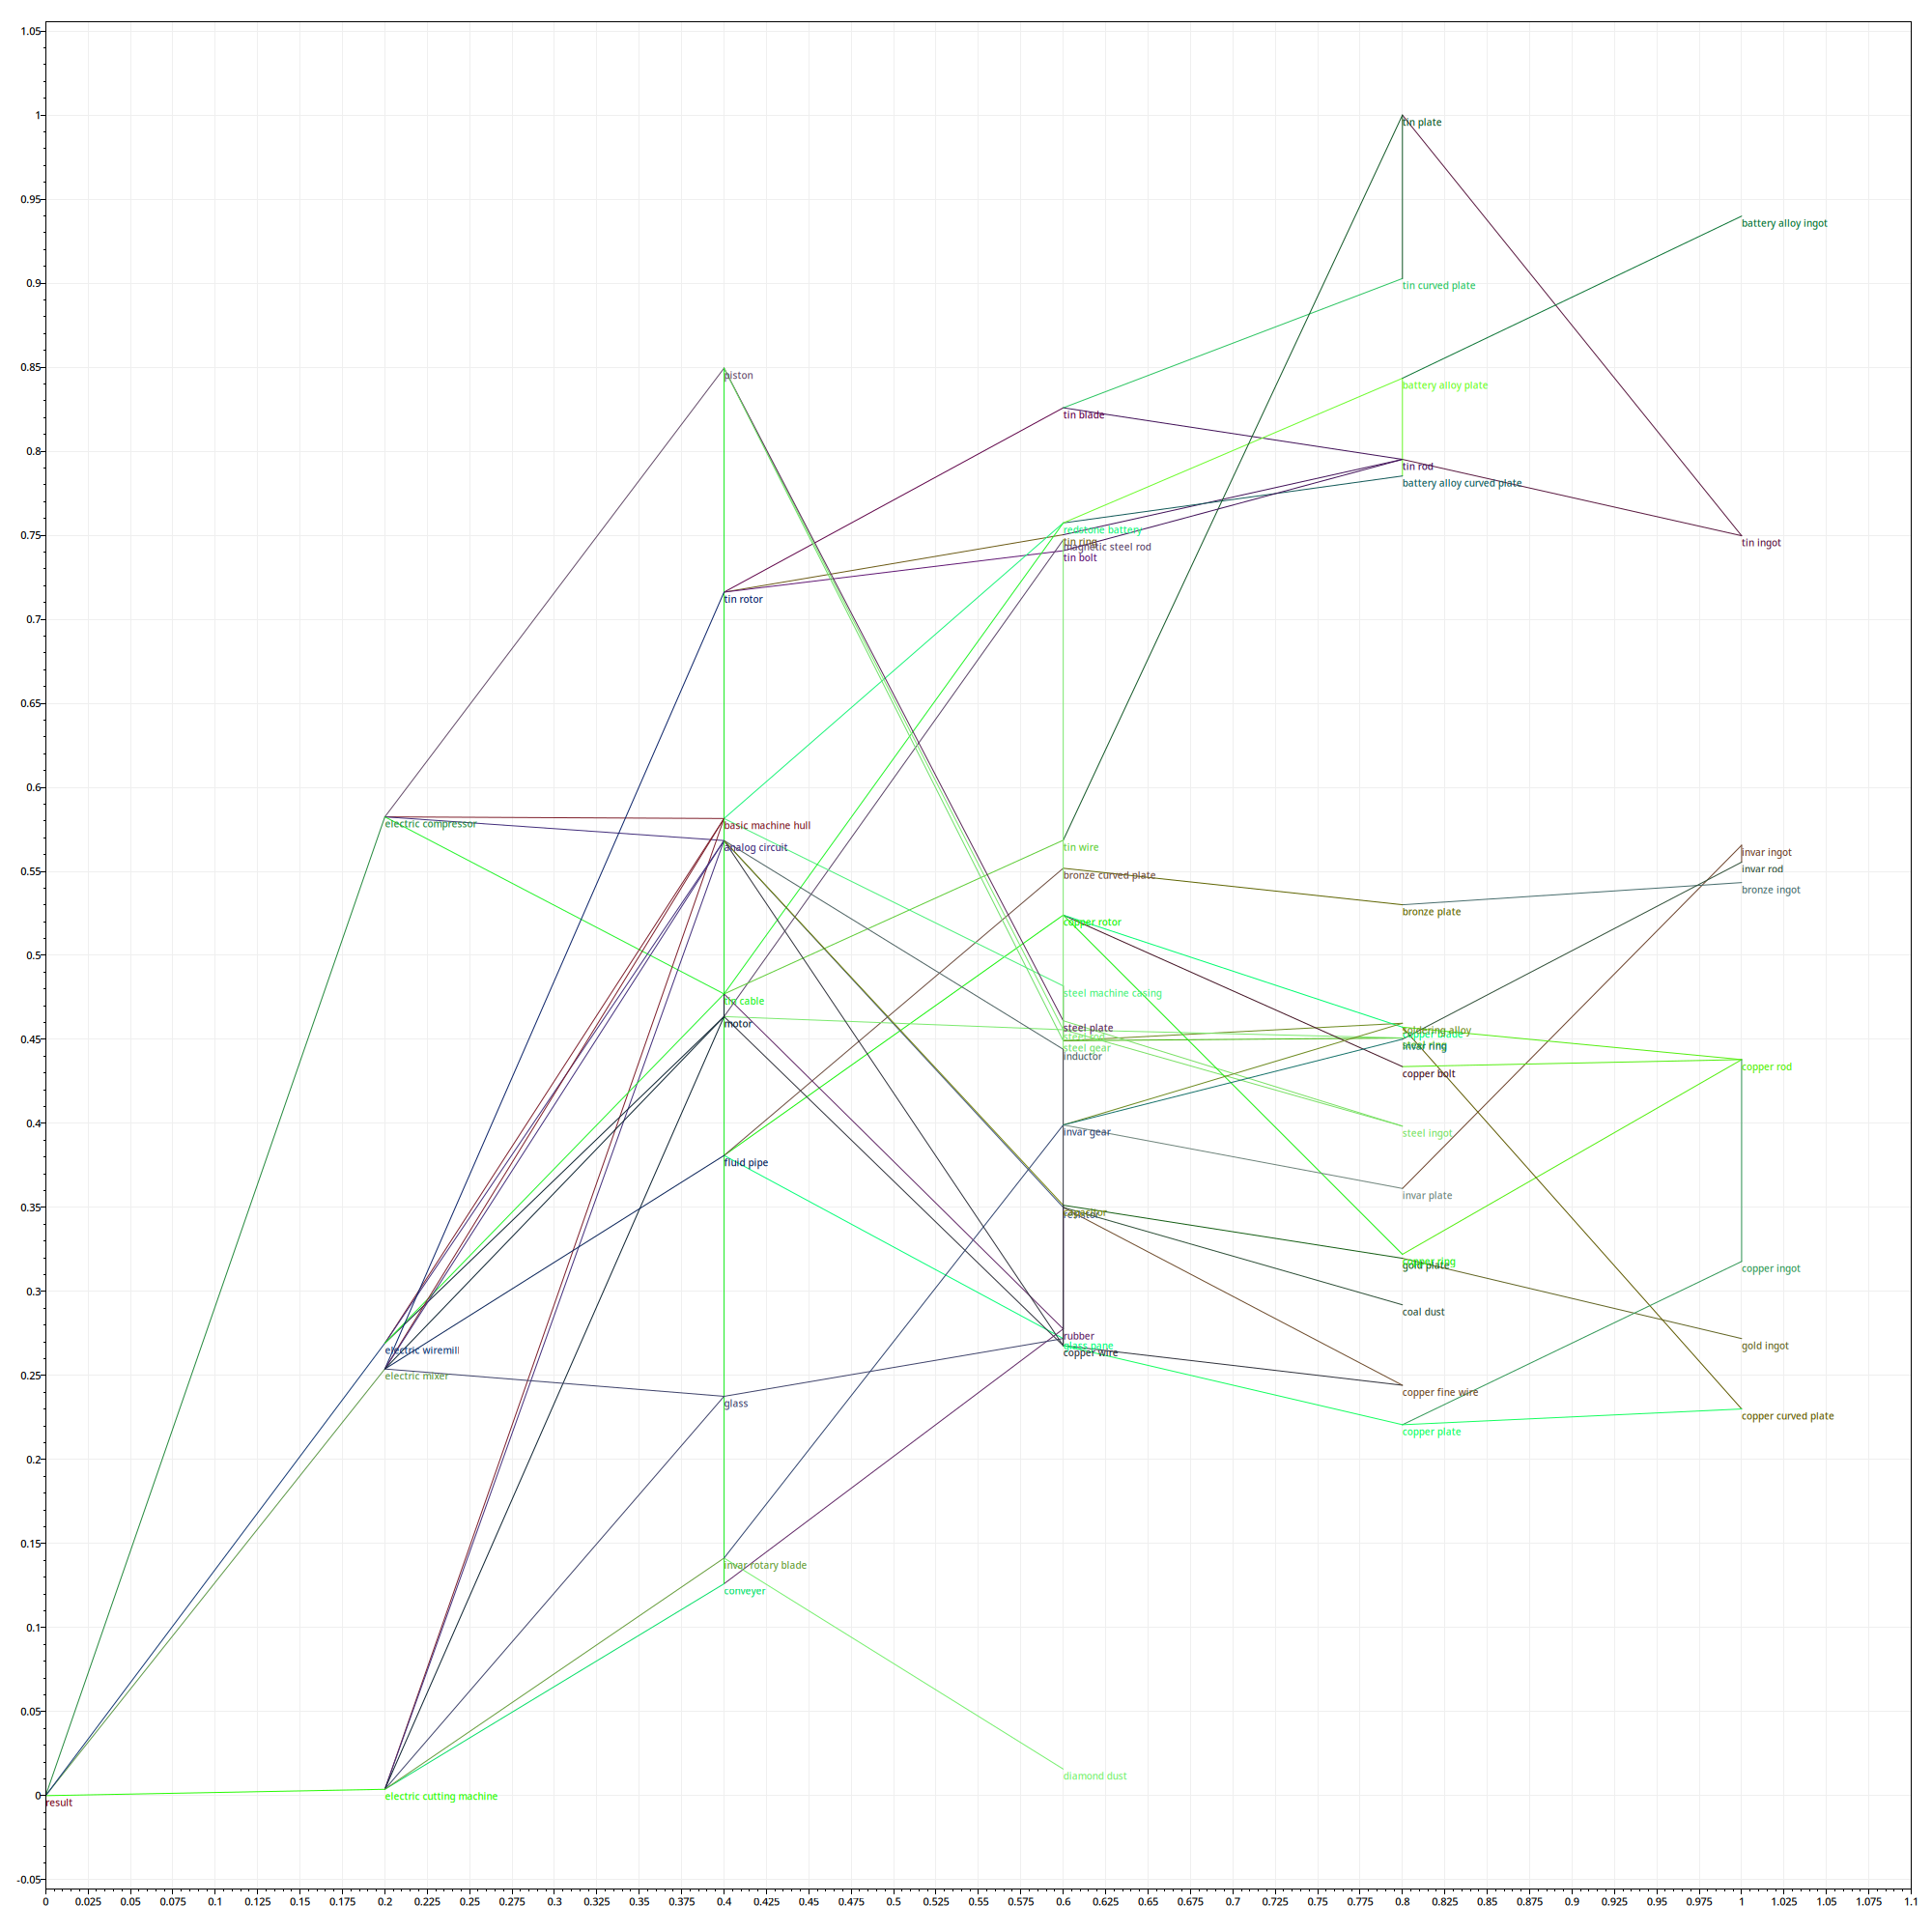 1.05
1
tin plate
0.95
battery alloy ingot
0.9
tin curved plate
0.85
piston
battery alloy plate
tin blade
0.8
tin rod
battery alloy curved plate
0.75
redstone battery
tin ring
tin ingot
magnetic steel rod
tin bolt
0.7
tin rotor
0.65
0.6
electric compressor
basic machine hull
analog circuit
tin wire
invar ingot
0.55
invar rod
bronze curved plate
bronze ingot
bronze plate
copper rotor
0.5
steel machine casing
tin cable
motor
steel plate
soldering alloy
copper blade
0.45
steel gear
invar ring
inductor
copper rod
copper bolt
0.4
invar gear
steel ingot
fluid pipe
0.35
invar plate
resistor
0.3
copper ring
gold plate
copper ingot
coal dust
electric wiremill
rubber
glass pane
gold ingot
copper wire
0.25
electric mixer
copper fine wire
glass
copper curved plate
copper plate
0.2
0.15
invar rotary blade
conveyer
0.1
0.05
diamond dust
0
result
electric cutting machine
-0.05
0 0.025 0.05 0.075 0.1 0.125 0.15 0.175 0.2 0.225 0.25 0.275 0.3 0.325 0.35 0.375 0.4 0.425 0.45 0.475 0.5 0.525 0.55 0.575 0.6 0.625 0.65 0.675 0.7 0.725 0.75 0.775 0.8 0.825 0.85 0.875 0.9 0.925 0.95 0.975 1 1.025 1.05 1.075 1.1